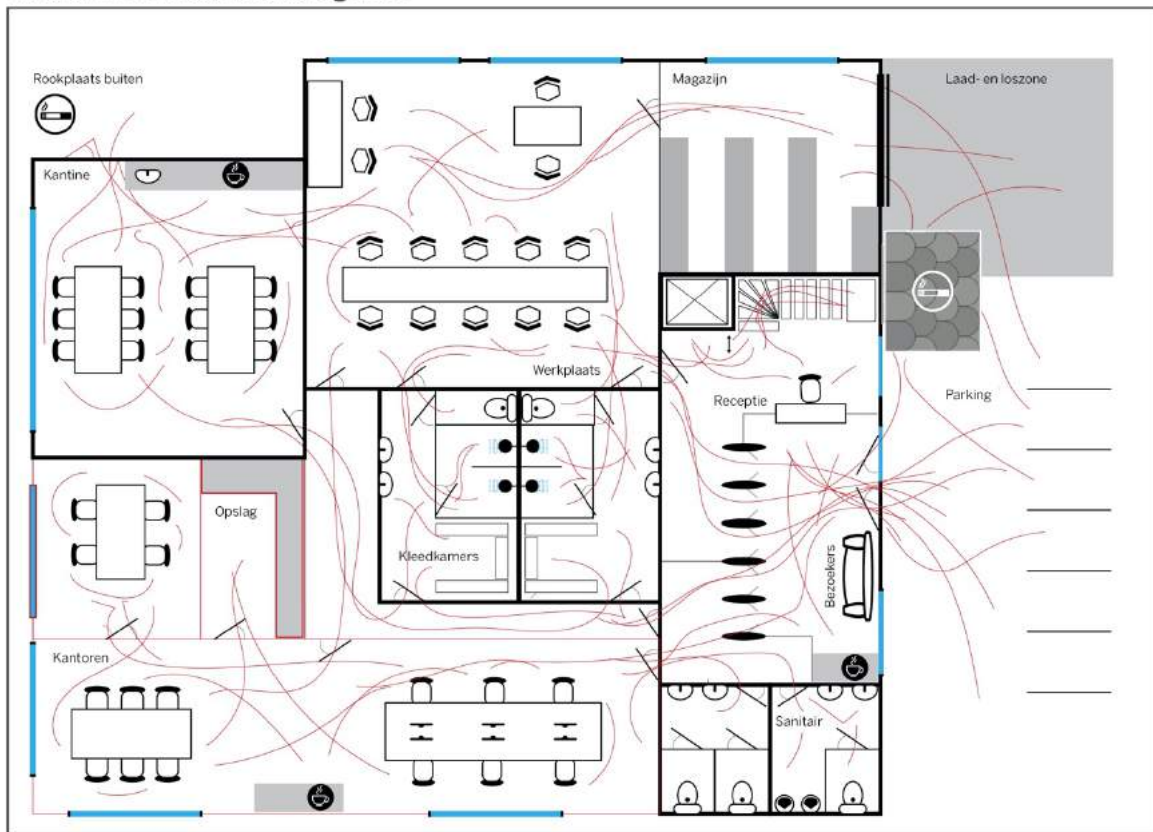 Rookplaats buiten
Magazijn
Laad- en loszone
Kantine
Werkplaats
Receptie
Parking
Opslag
Kleedkamers
Bezoekers
Kantoren
Sanitair